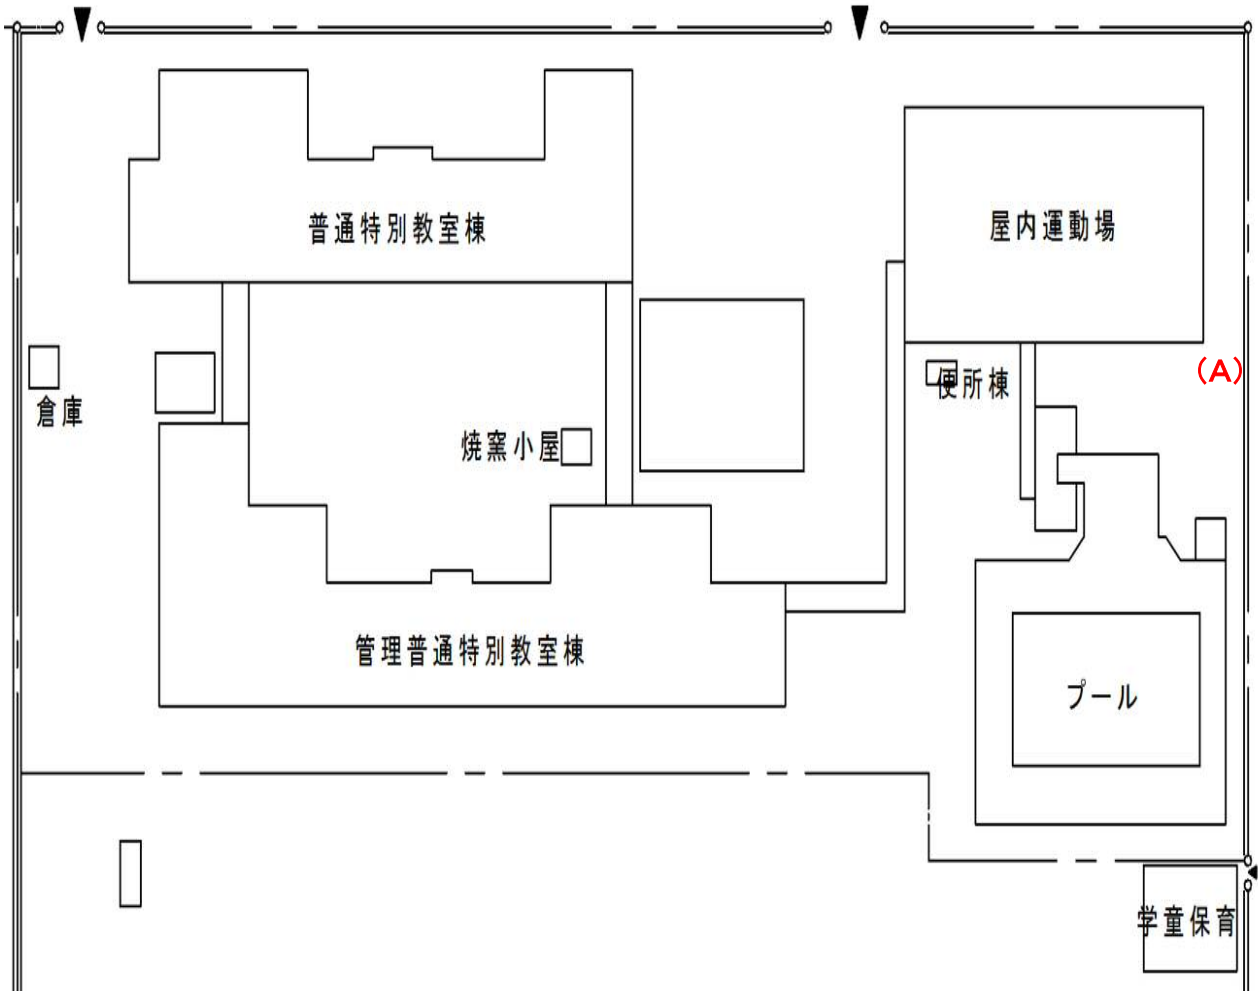 普通特別教室棟
屋内運動場
(A)
便所棟
倉庫
焼窯小屋
管理普通特別教室棟
プール
学童保育